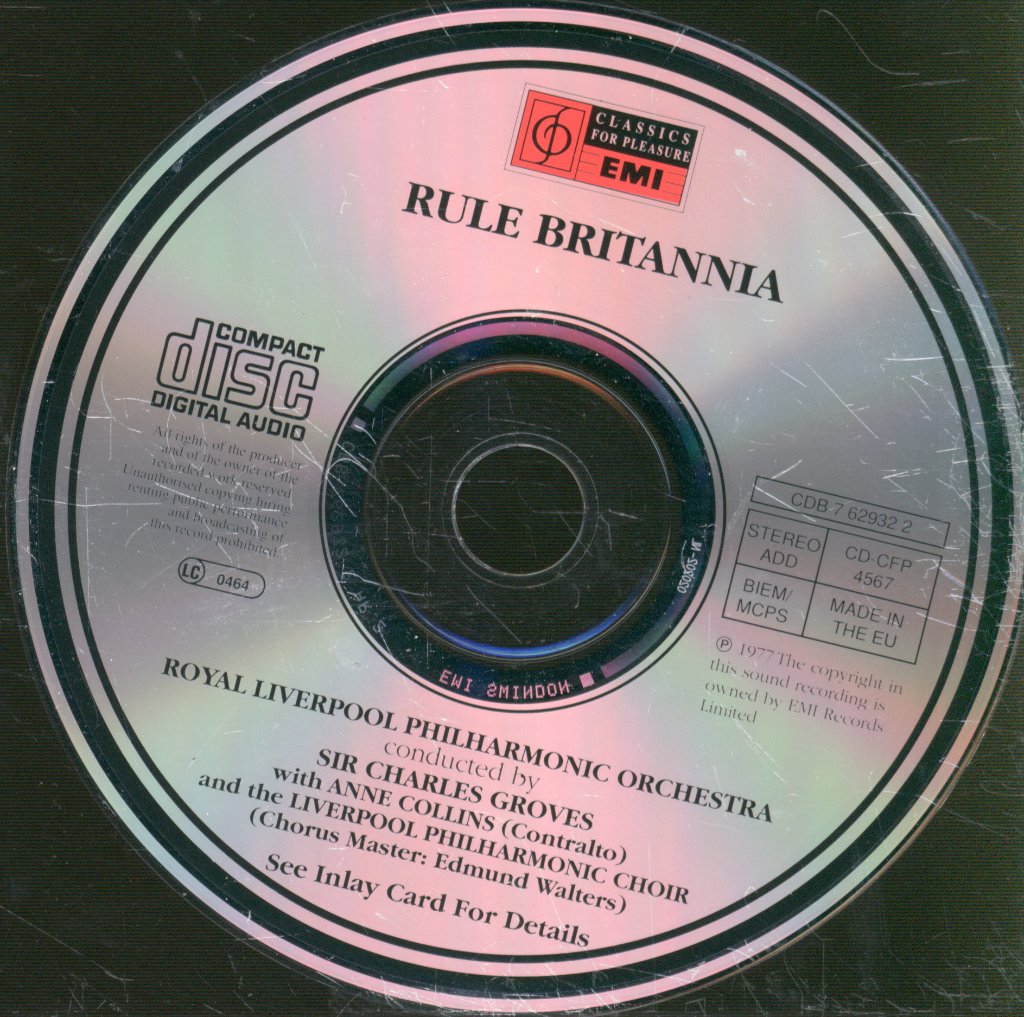 CLASSICS
FOR PLEASURE
EMI
RULE BRITANNIA
COMPACT
disc
DIGITAL AUDIO
All rights of the producer
and of the owner of the
recorded work reserved
Unauthorised copying hiring
renting public performance
and broadcasting of
this record prohibited.
LC 0464
CDB 7 62932 2
STEREO
ADD
CD-CFP
4567
BIEM/
MCPS
MADE IN
THE EU
℗ 1977 The copyright in
this sound recording is
owned by EMI Records
Limited
EMI SWINDON
ROYAL LIVERPOOL PHILHARMONIC ORCHESTRA
conducted by
SIR CHARLES GROVES
with ANNE COLLINS (Contralto)
and the LIVERPOOL PHILHARMONIC CHOIR
(Chorus Master: Edmund Walters)
See Inlay Card For Details